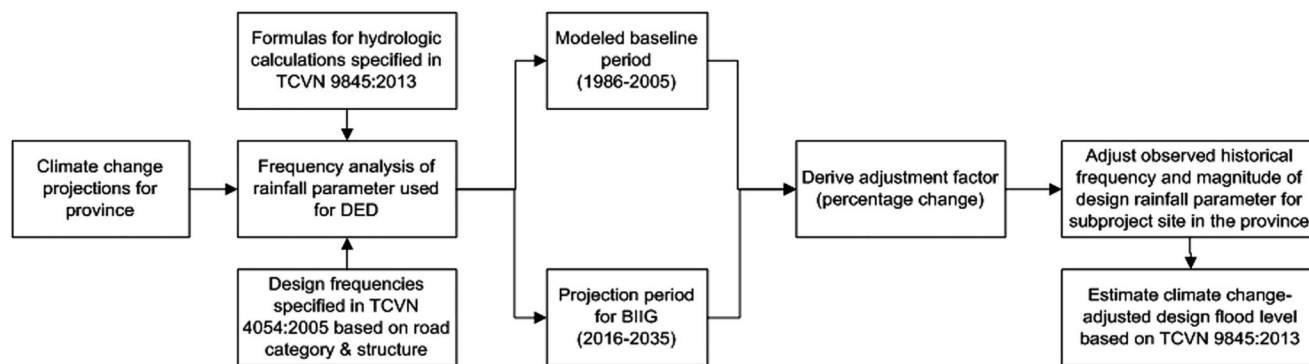 Formulas for hydrologic
calculations specified in
TCVN 9845:2013
Modeled baseline
period
(1986-2005)
Climate change
projections for
province
Frequency analysis of
rainfall parameter used
for DED
Derive adjustment factor
(percentage change)
Adjust observed historical
frequency and magnitude of
design rainfall parameter for
subproject site in the province
Design frequencies
specified in TCVN
4054:2005 based on road
category & structure
Projection period
for BIIG
(2016-2035)
Estimate climate change-
adjusted design flood level
based on TCVN 9845:2013